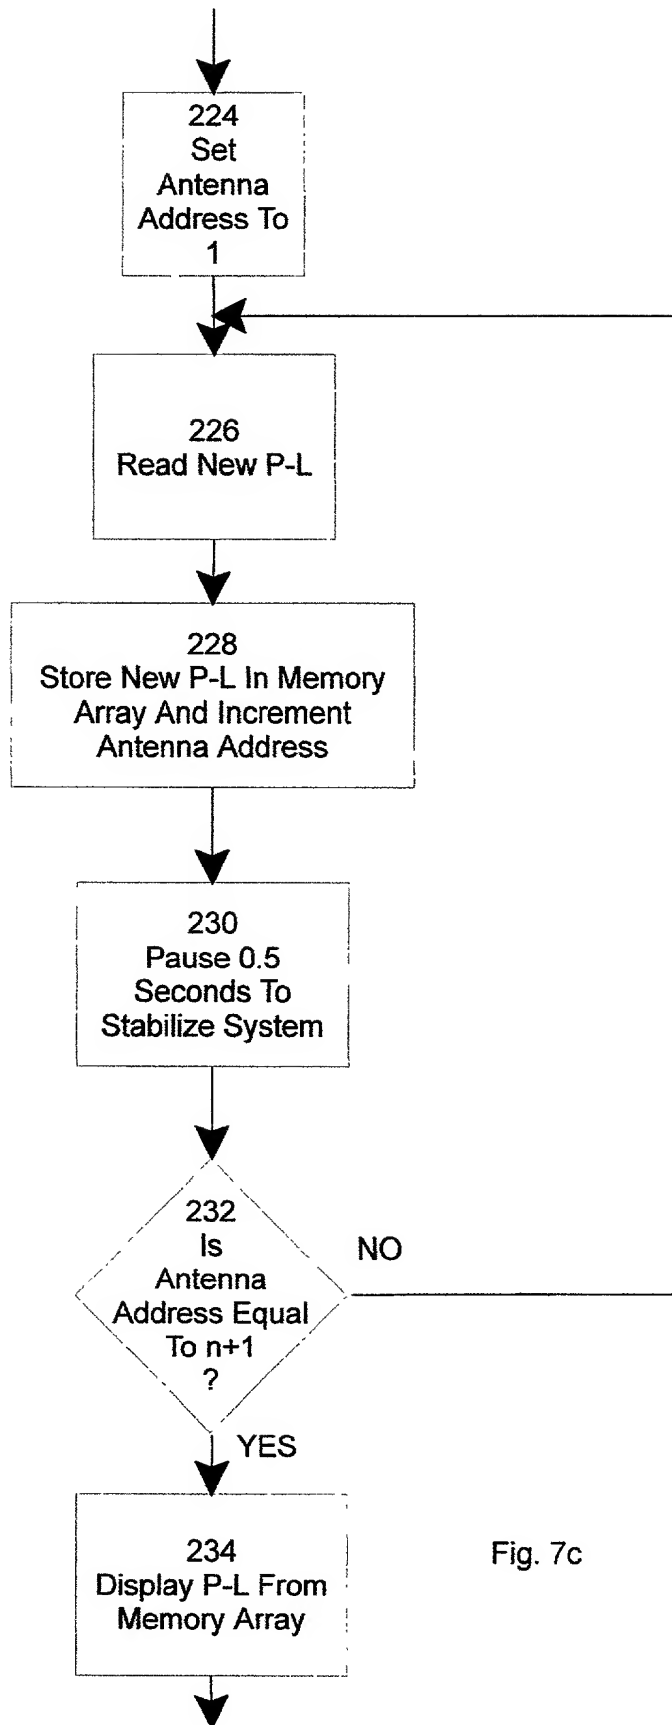 224
Set
Antenna
Address To
1
226
Read New P-L
228
Store New P-L In Memory
Array And Increment
Antenna Address
230
Pause 0.5
Seconds To
Stabilize System
232
Is
Antenna
Address Equal
To n+1
?
NO
YES
234
Display P-L From
Memory Array
Fig. 7c